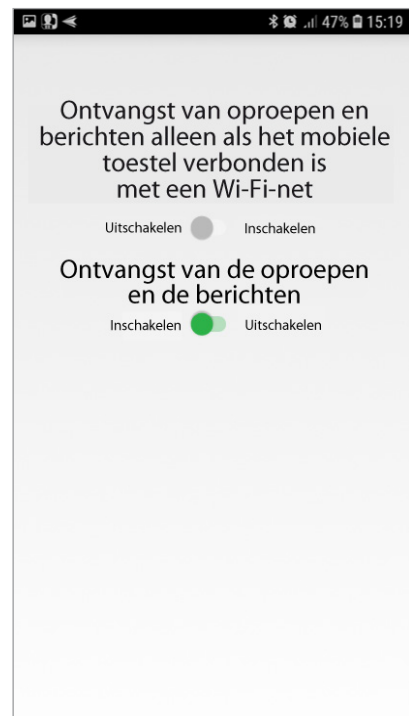 47% 15:19
Ontvangst van oproepen en
berichten alleen als het mobiele
toestel verbonden is
met een Wi-Fi-net
Uitschakelen Inschakelen
Ontvangst van de oproepen
en de berichten
Inschakelen Uitschakelen